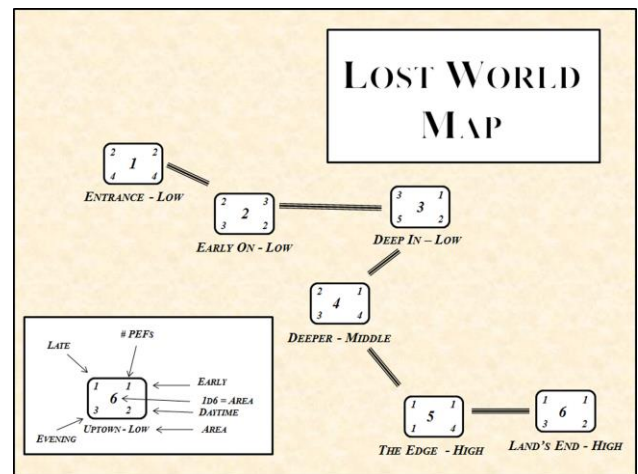 LOST WORLD
MAP
2 2
1
4 4
ENTRANCE - LOW
2 3
2
3 2
EARLY ON - LOW
3 1
3
5 2
DEEP IN – LOW
2 1
4
3 4
DEEPER - MIDDLE
1 1
5
1 4
THE EDGE - HIGH
1 1
6
3 2
LAND'S END - HIGH
# PEFS
LATE
1 1
EARLY
6
1D6 = AREA
3 2
DAYTIME
EVENING
UPTOWN - LOW
AREA